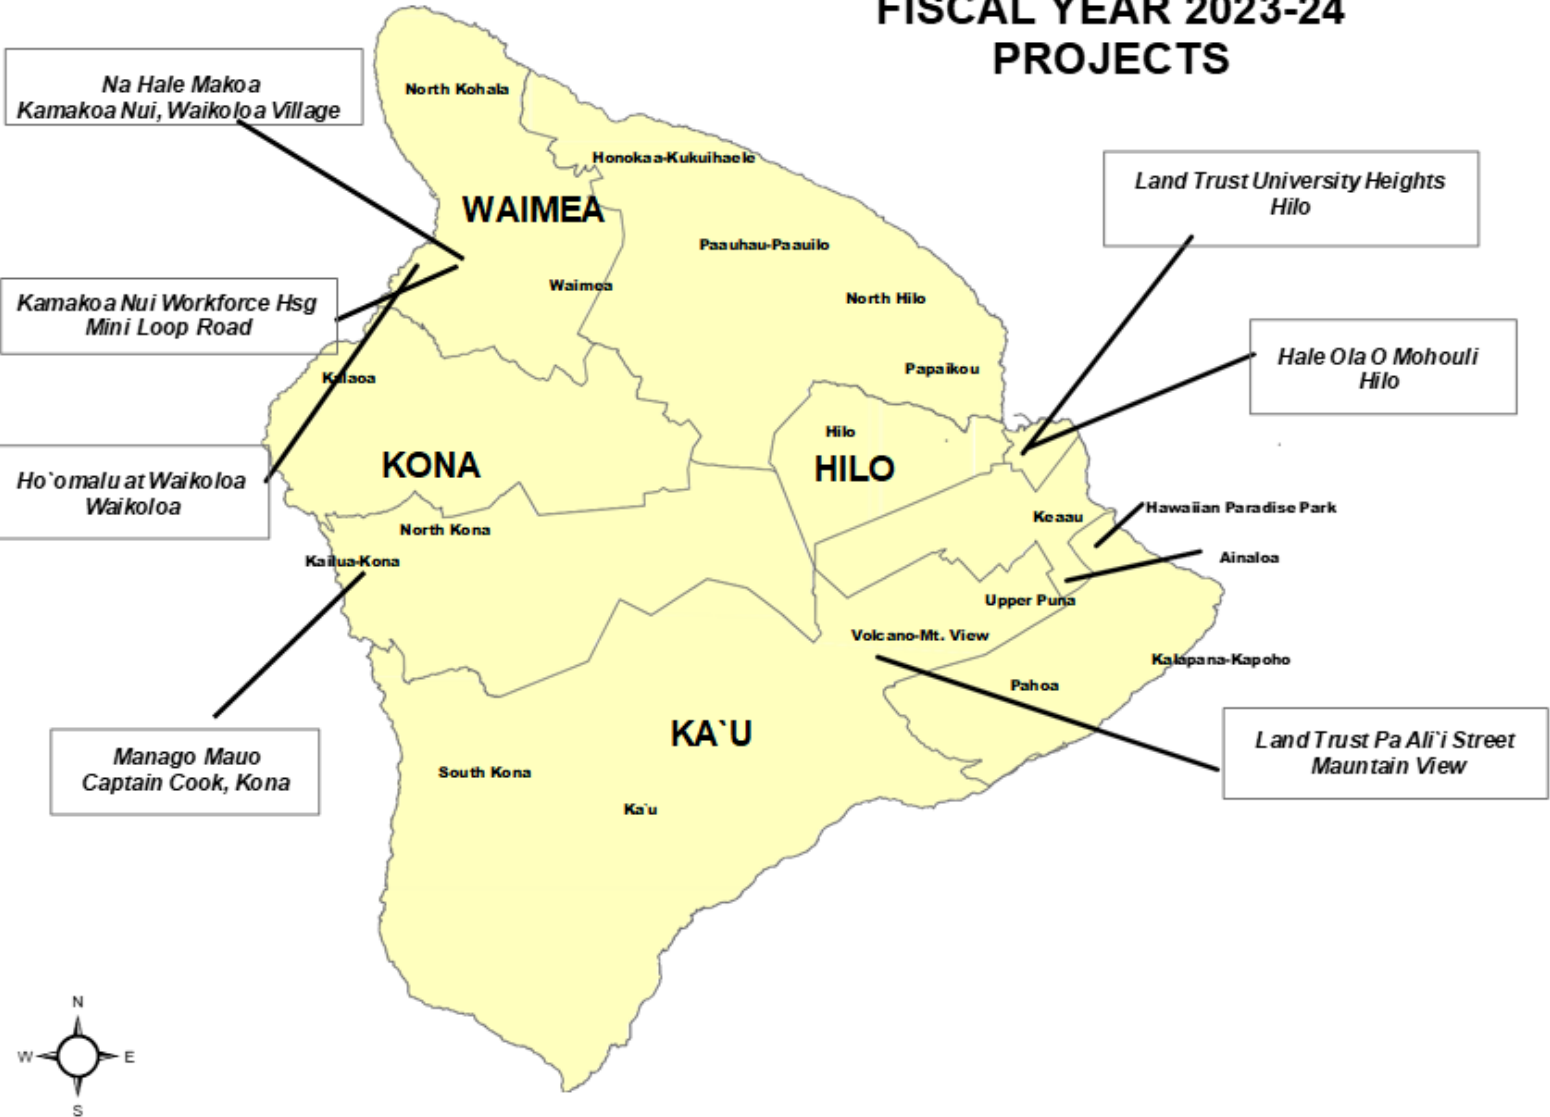 FISCAL YEAR 2023-24
PROJECTS
Na Hale Makoa
Kamakoa Nui, Waikoloa Village
North Kohala
Honokaa-Kukuihaele
Land Trust University Heights
Hilo
WAIMEA
Paauhau-Paauilo
Waimea
North Hilo
Kamakoa Nui Workforce Hsg
Mini Loop Road
Papaikou
Hale Ola O Mohouli
Hilo
Kalaoa
Hilo
HILO
KONA
Ho`omalu at Waikoloa
Waikoloa
North Kona
Keaau
Hawaiian Paradise Park
Kailua-Kona
Ainaloa
Upper Puna
Volcano-Mt. View
Kalapana-Kapoho
Pahoa
KA`U
Manago Mauo
Captain Cook, Kona
South Kona
Ka`u
Land Trust Pa Ali`i Street
Mauntain View
N
W
E
S